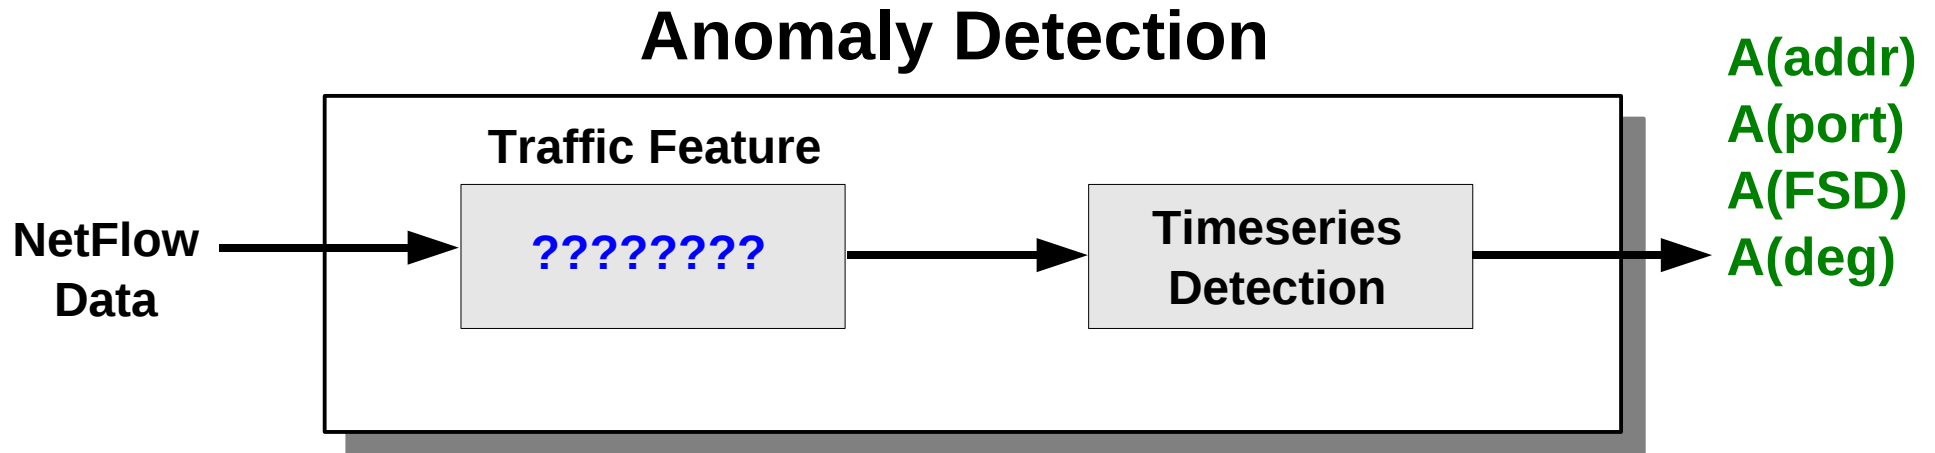 Anomaly Detection
NetFlow
Data
Traffic Feature
????????
Timeseries
Detection
A(addr)
A(port)
A(FSD)
A(deg)